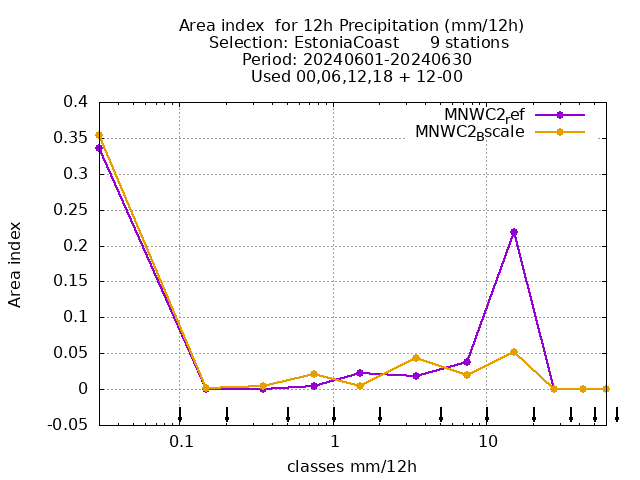 Area index  for 12h Precipitation (mm/12h)
Selection: EstoniaCoast      9 stations
Period: 20240601-20240630
Used 00,06,12,18 + 12-00
MNWC2ref
MNWC2Bscale
0.4
0.35
0.3
0.25
0.2
0.15
0.1
0.05
0
-0.05
Area index
0.1
1
10
classes mm/12h